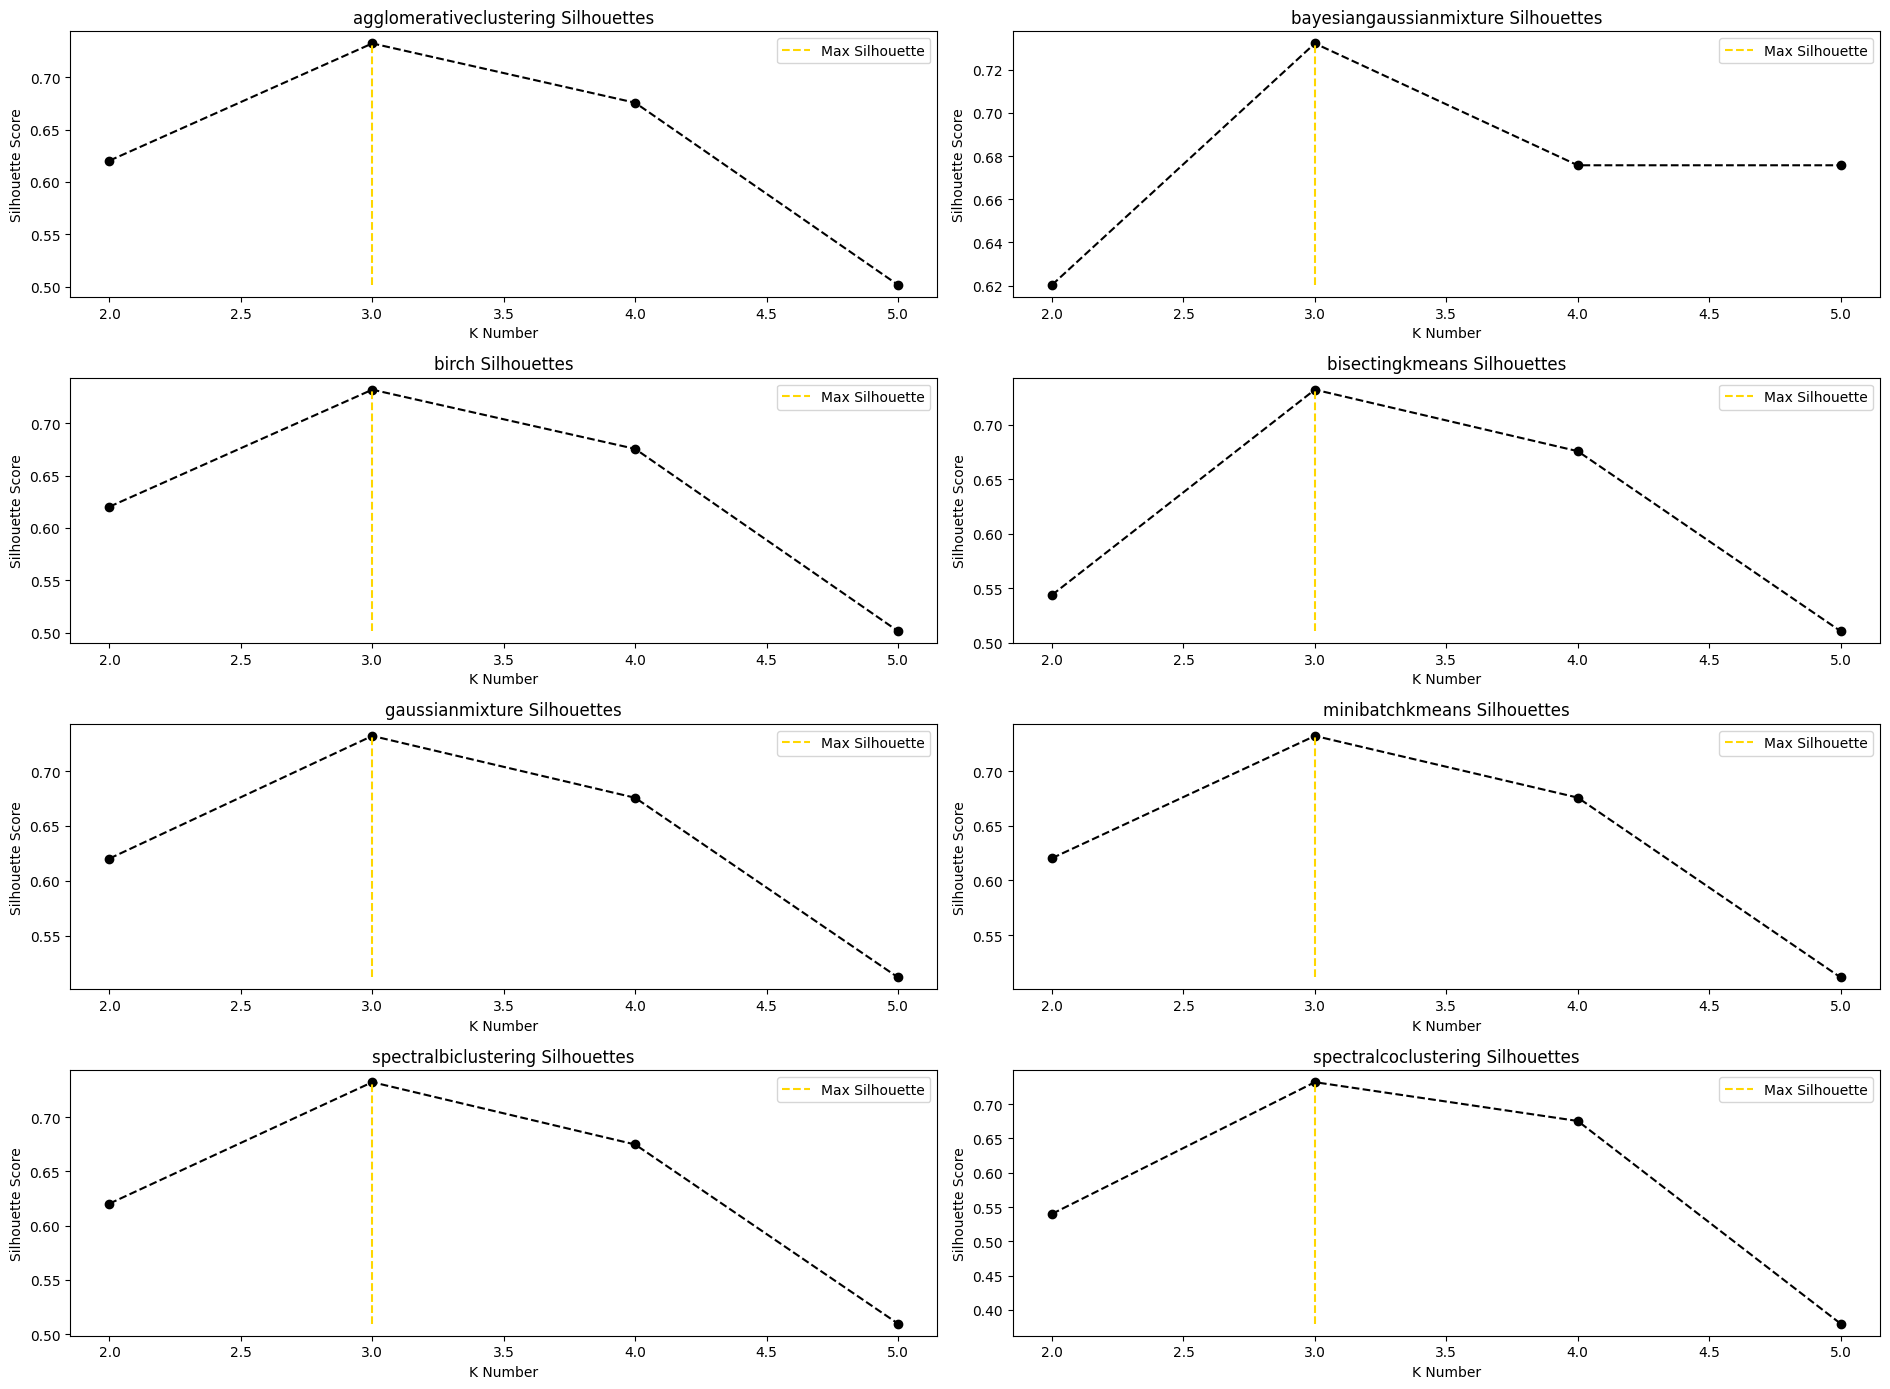 agglomerativeclustering Silhouettes
Max Silhouette
Silhouette Score
0.70
0.65
0.60
0.55
0.50
2.0 2.5 3.0 3.5 4.0 4.5 5.0
K Number
bayesiangaussianmixture Silhouettes
Max Silhouette
Silhouette Score
0.72
0.70
0.68
0.66
0.64
0.62
2.0 2.5 3.0 3.5 4.0 4.5 5.0
K Number
birch Silhouettes
Max Silhouette
Silhouette Score
0.70
0.65
0.60
0.55
0.50
2.0 2.5 3.0 3.5 4.0 4.5 5.0
K Number
bisectingkmeans Silhouettes
Max Silhouette
Silhouette Score
0.70
0.65
0.60
0.55
0.50
2.0 2.5 3.0 3.5 4.0 4.5 5.0
K Number
gaussianmixture Silhouettes
Max Silhouette
Silhouette Score
0.70
0.65
0.60
0.55
2.0 2.5 3.0 3.5 4.0 4.5 5.0
K Number
minibatchkmeans Silhouettes
Max Silhouette
Silhouette Score
0.70
0.65
0.60
0.55
2.0 2.5 3.0 3.5 4.0 4.5 5.0
K Number
spectralbiclustering Silhouettes
Max Silhouette
Silhouette Score
0.70
0.65
0.60
0.55
0.50
2.0 2.5 3.0 3.5 4.0 4.5 5.0
K Number
spectralcoclustering Silhouettes
Max Silhouette
Silhouette Score
0.70
0.65
0.60
0.55
0.50
0.45
0.40
2.0 2.5 3.0 3.5 4.0 4.5 5.0
K Number